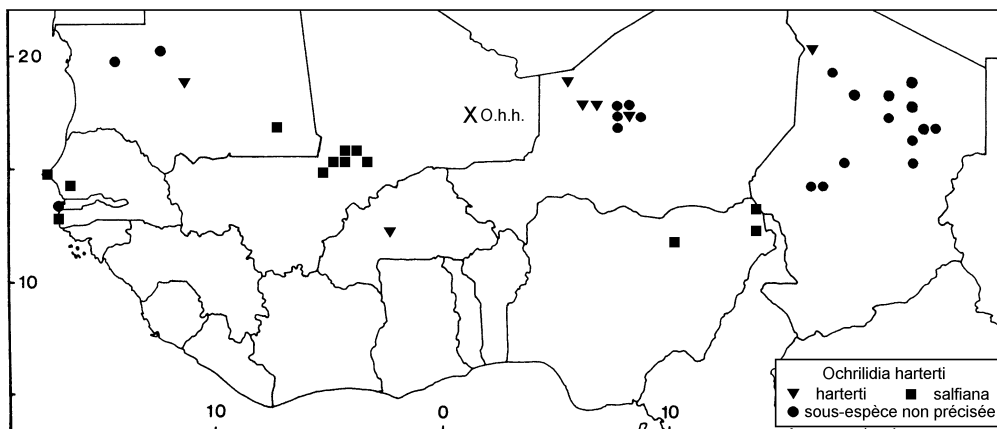 20
X O.h.h.
10
10
0
10
Ochrilidia harterti
harterti
salfiana
sous-espèce non précisée